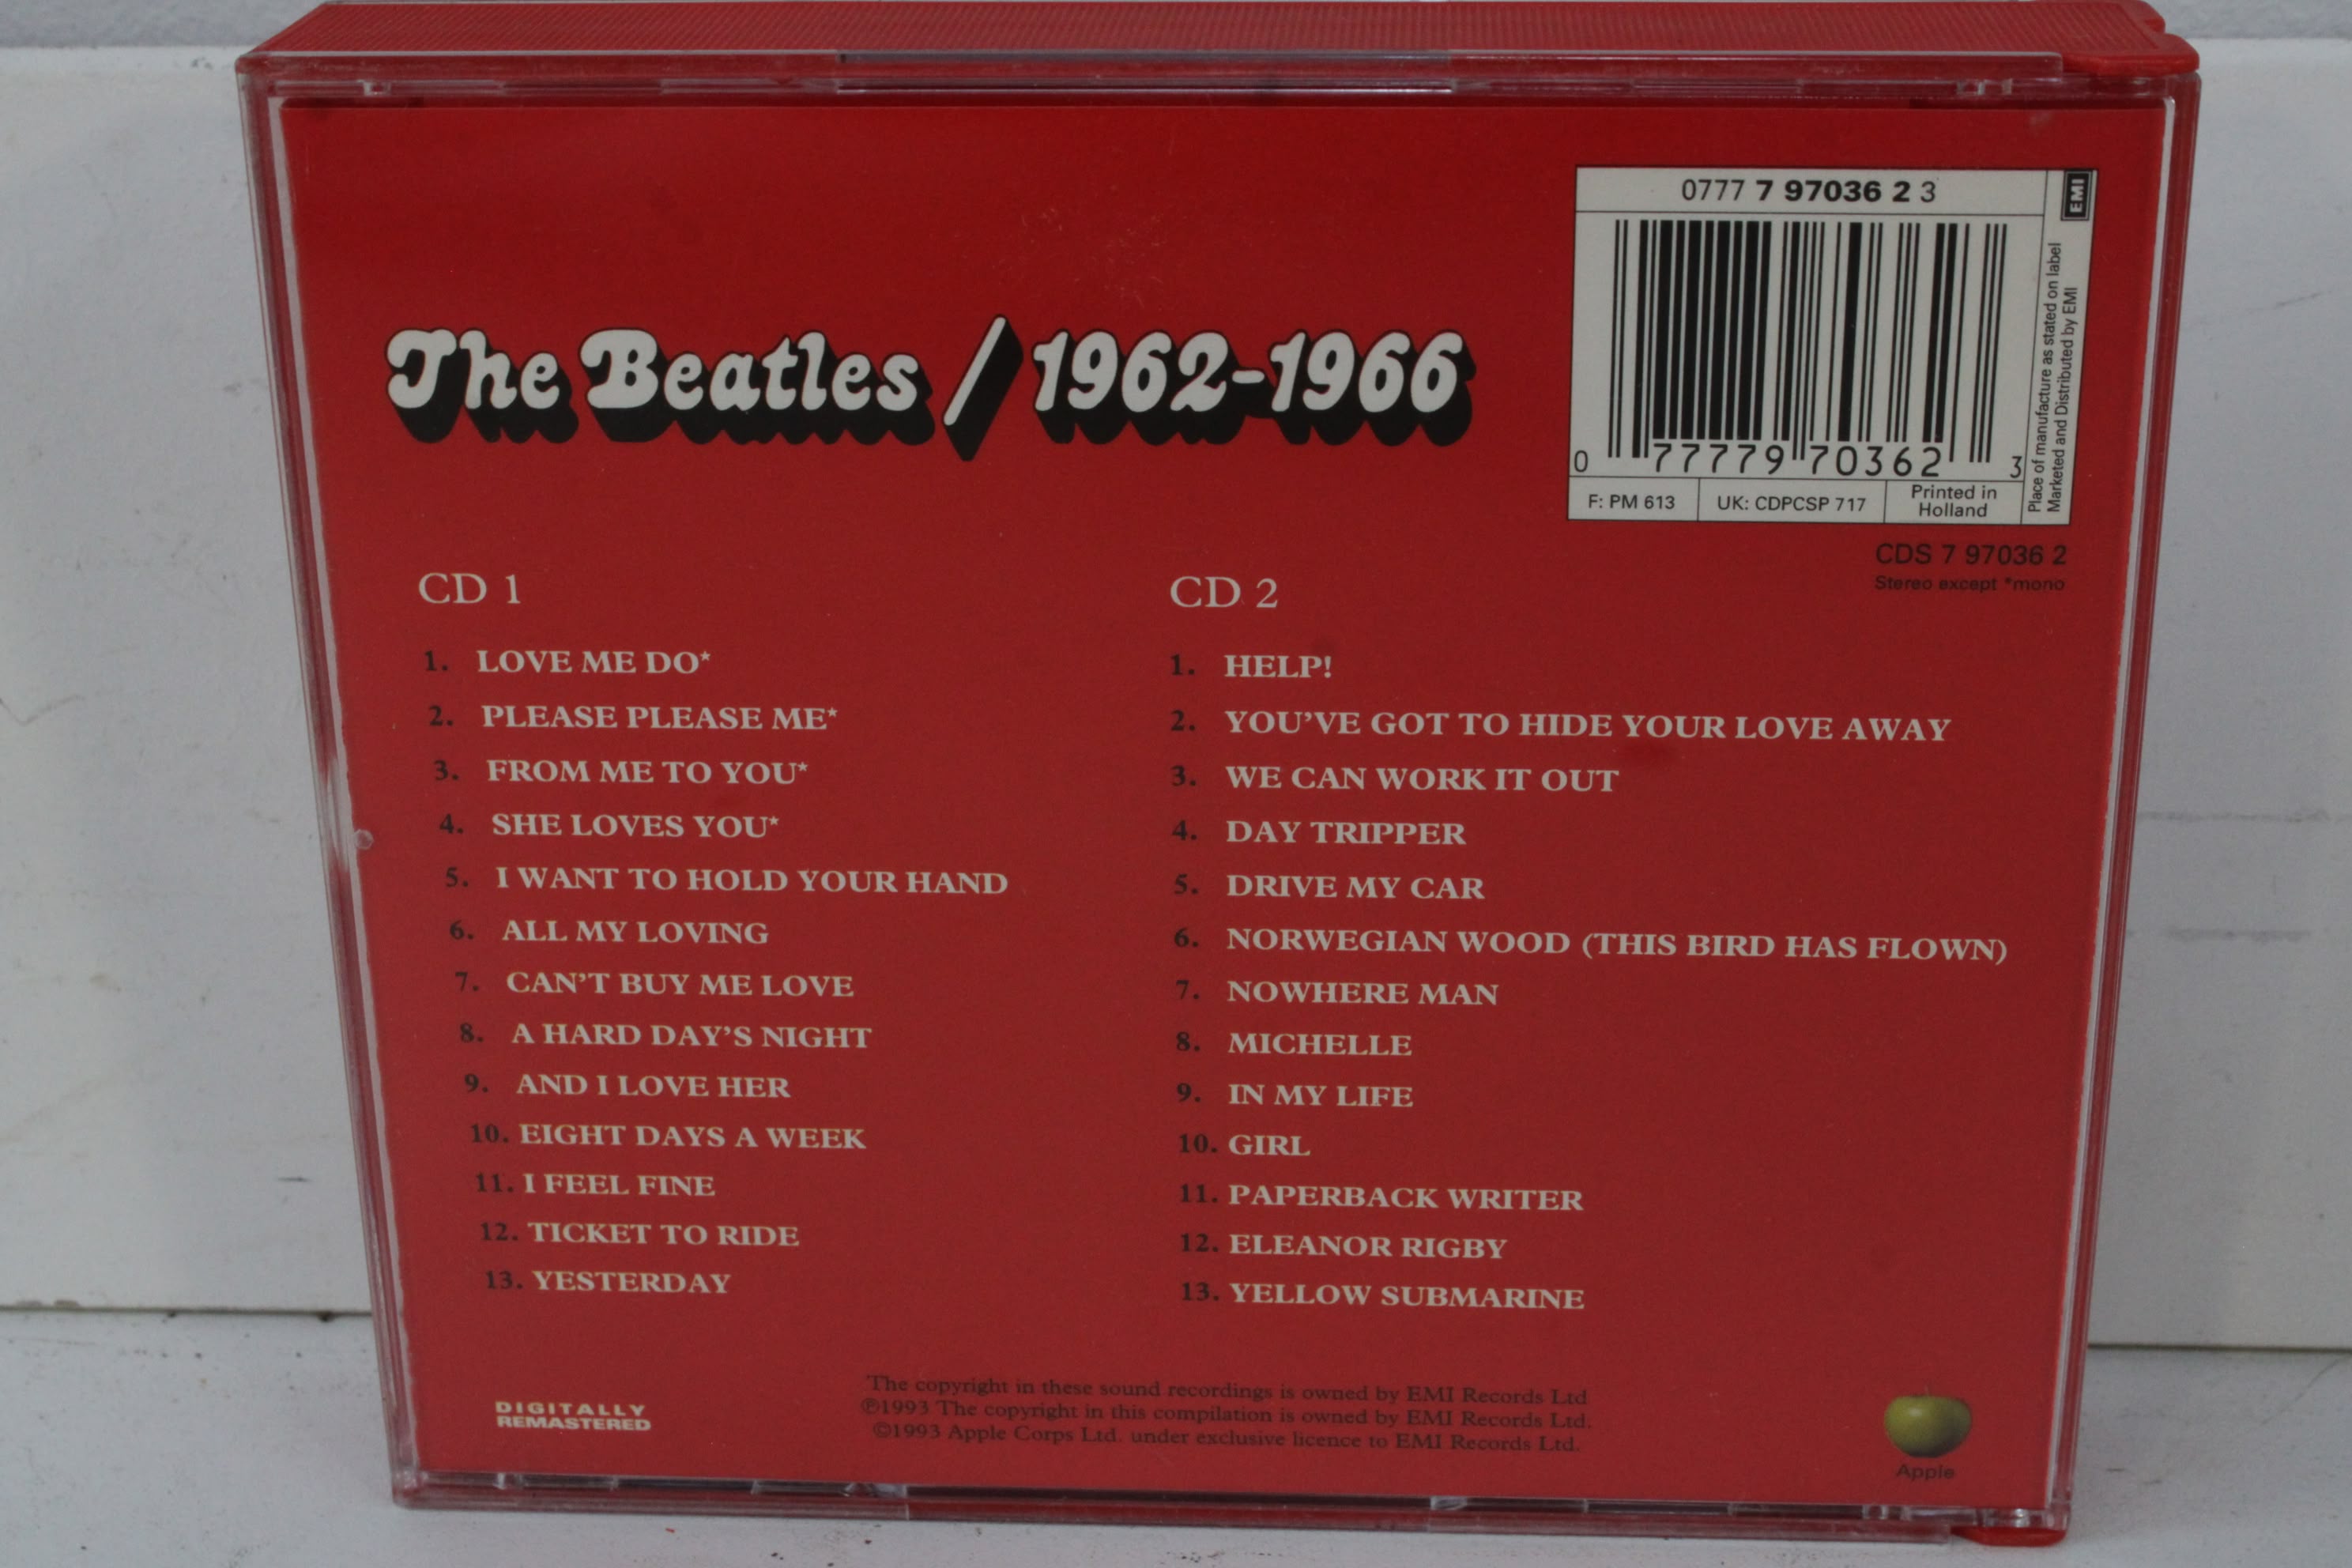 0777 7 97036 2 3
EMI
Place of manufacture as stated on label
Marketed and Distributed by EMI
0 77779 70362 3
F: PM 613
UK: CDPCSP 717
Printed in
Holland
CDS 7 97036 2
Stereo except *mono
The Beatles / 1962-1966
CD 1
1. LOVE ME DO*
2. PLEASE PLEASE ME*
3. FROM ME TO YOU*
4. SHE LOVES YOU*
5. I WANT TO HOLD YOUR HAND
6. ALL MY LOVING
7. CAN'T BUY ME LOVE
8. A HARD DAY'S NIGHT
9. AND I LOVE HER
10. EIGHT DAYS A WEEK
11. I FEEL FINE
12. TICKET TO RIDE
13. YESTERDAY
CD 2
1. HELP!
2. YOU'VE GOT TO HIDE YOUR LOVE AWAY
3. WE CAN WORK IT OUT
4. DAY TRIPPER
5. DRIVE MY CAR
6. NORWEGIAN WOOD (THIS BIRD HAS FLOWN)
7. NOWHERE MAN
8. MICHELLE
9. IN MY LIFE
10. GIRL
11. PAPERBACK WRITER
12. ELEANOR RIGBY
13. YELLOW SUBMARINE
DIGITALLY
REMASTERED
The copyright in these sound recordings is owned by EMI Records Ltd
℗1993 The copyright in this compilation is owned by EMI Records Ltd.
©1993 Apple Corps Ltd. under exclusive licence to EMI Records Ltd.
Apple